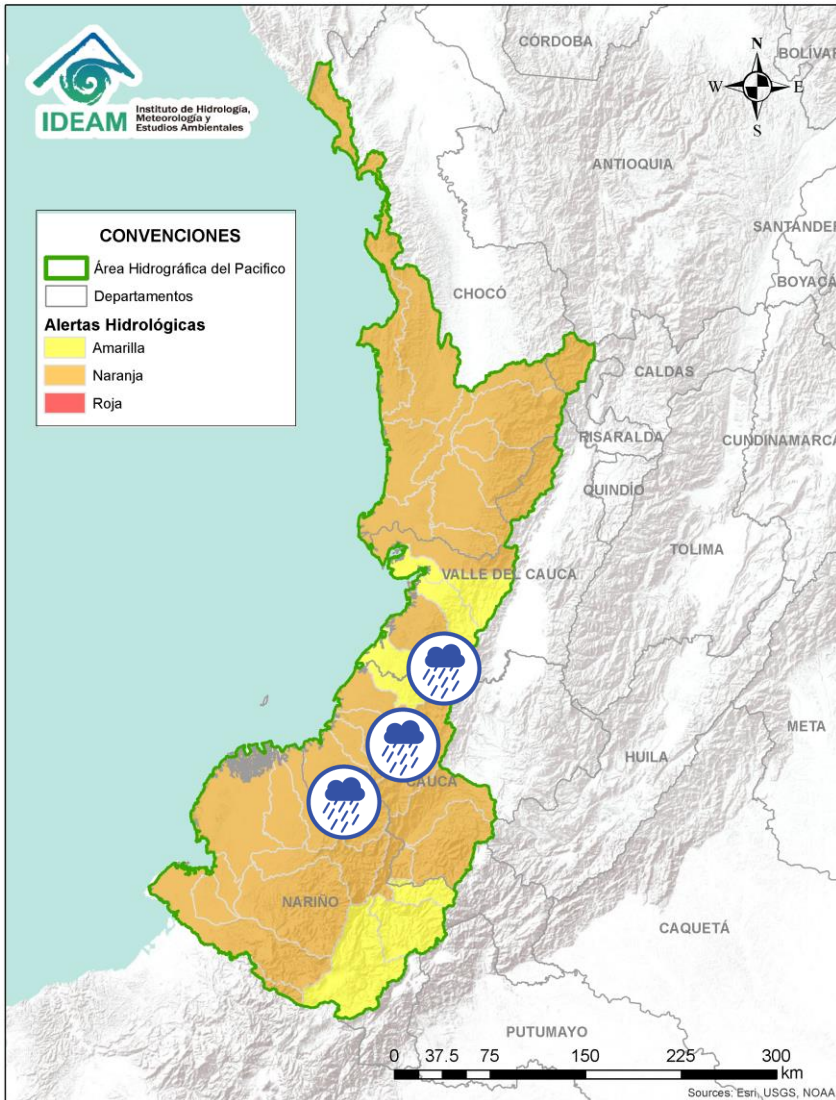 IDEAM
Instituto de Hidrología,
Meteorología y
Estudios Ambientales
CÓRDOBA
BOLÍVAR
N
W E
S
ANTIOQUIA
SANTANDER
CONVENCIONES
Área Hidrográfica del Pacifico
Departamentos
Alertas Hidrológicas
Amarilla
Naranja
Roja
BOYACÁ
CHOCÓ
CALDAS
RISARALDA
CUNDINAMARCA
QUINDÍO
TOLIMA
VALLE DEL CAUCA
META
HUILA
CAUCA
NARIÑO
CAQUETÁ
PUTUMAYO
0 37.5 75 150 225 300
km
Sources: Esri, USGS, NOAA